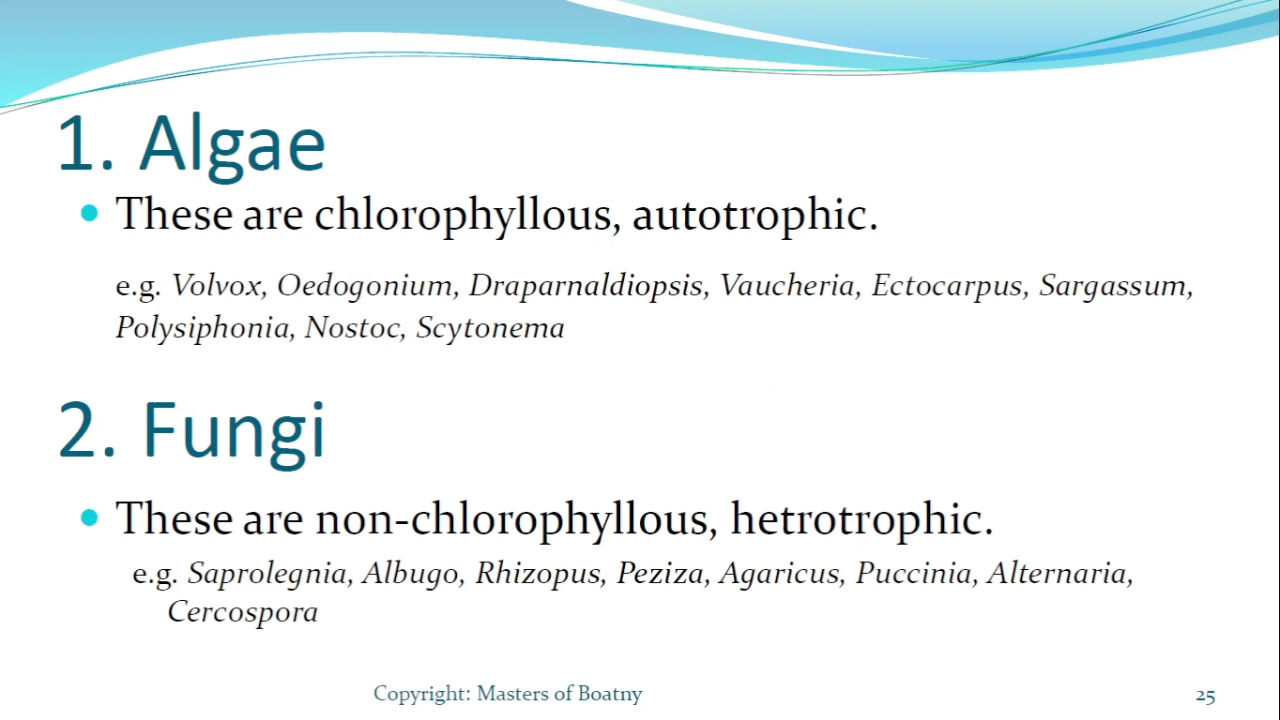 1. Algae
• These are chlorophyllous, autotrophic.
e.g. Volvox, Oedogonium, Draparnaldiopsis, Vaucheria, Ectocarpus, Sargassum,
Polysiphonia, Nostoc, Scytonema
2. Fungi
• These are non-chlorophyllous, hetrotrophic.
e.g. Saprolegnia, Albugo, Rhizopus, Peziza, Agaricus, Puccinia, Alternaria,
Cercospora
Copyright: Masters of Boatny
25